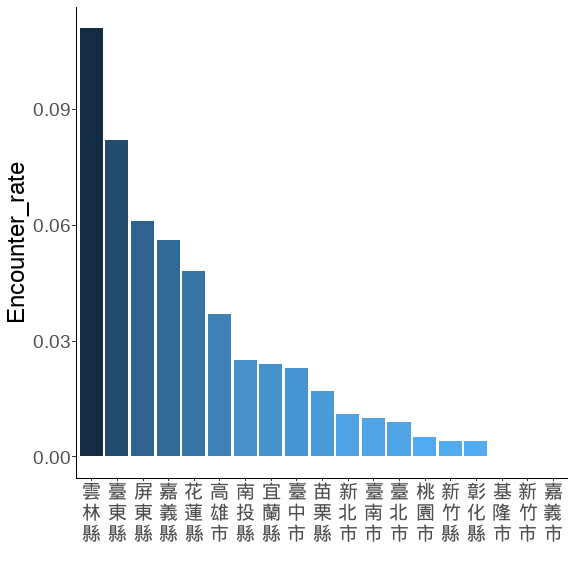 Encounter_rate
0.09
0.06
0.03
0.00
雲林縣
臺東縣
屏東縣
嘉義縣
花蓮縣
高雄市
南投縣
宜蘭縣
臺中市
苗栗縣
新北市
臺南市
臺北市
桃園市
新竹縣
彰化縣
基隆市
新竹市
嘉義市